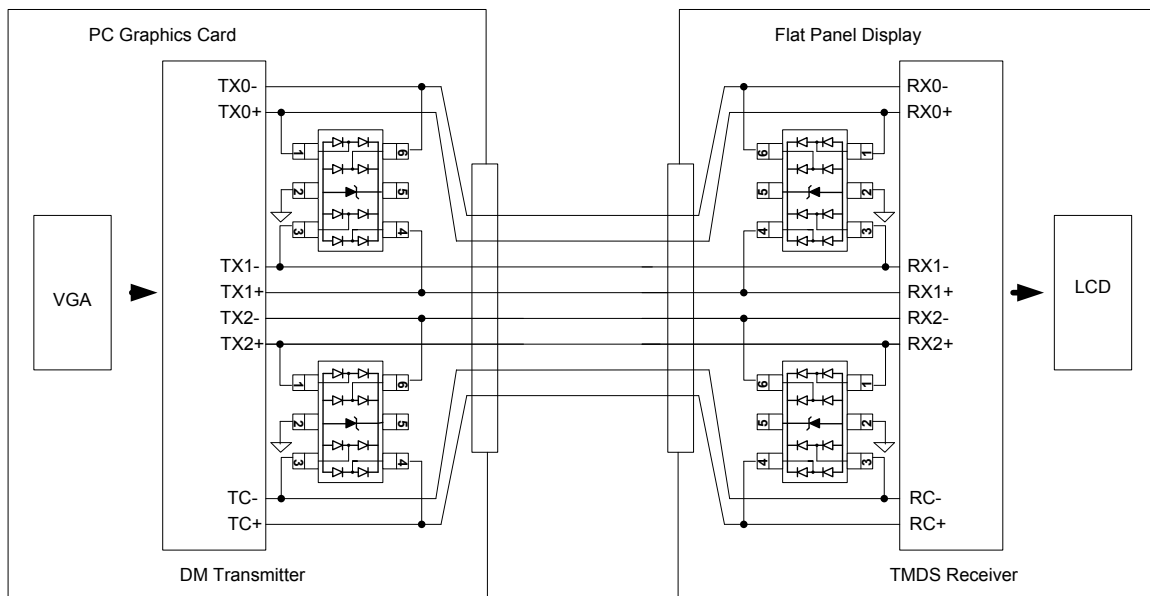 PC Graphics Card
Flat Panel Display
TX0-
TX0+
1
2
3
6
5
4
TX1-
TX1+
TX2-
TX2+
1
2
3
6
5
4
TC-
TC+
VGA
DM Transmitter
RX0-
RX0+
6
5
4
1
2
3
RX1-
RX1+
RX2-
RX2+
6
5
4
1
2
3
RC-
RC+
LCD
TMDS Receiver